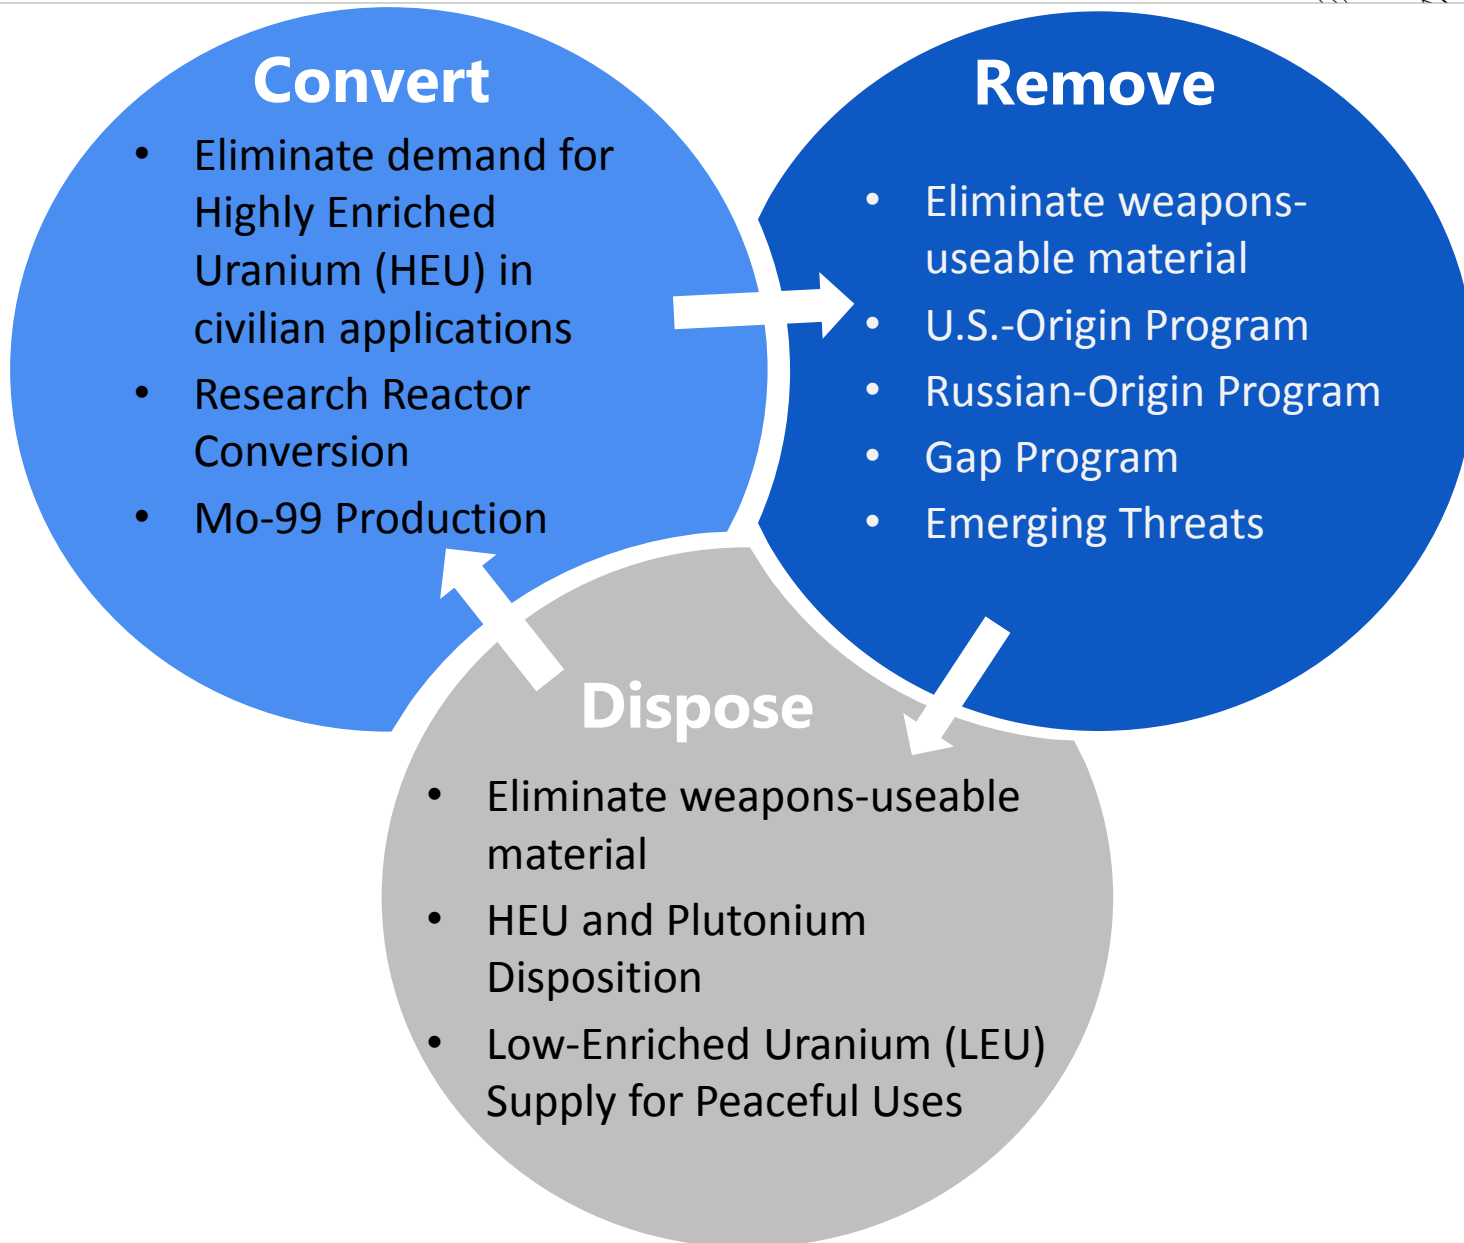 Convert
• Eliminate demand for
Highly Enriched
Uranium (HEU) in
civilian applications
• Research Reactor
Conversion
• Mo-99 Production
Remove
• Eliminate weapons-
useable material
• U.S.-Origin Program
• Russian-Origin Program
• Gap Program
• Emerging Threats
Dispose
• Eliminate weapons-useable
material
• HEU and Plutonium
Disposition
• Low-Enriched Uranium (LEU)
Supply for Peaceful Uses